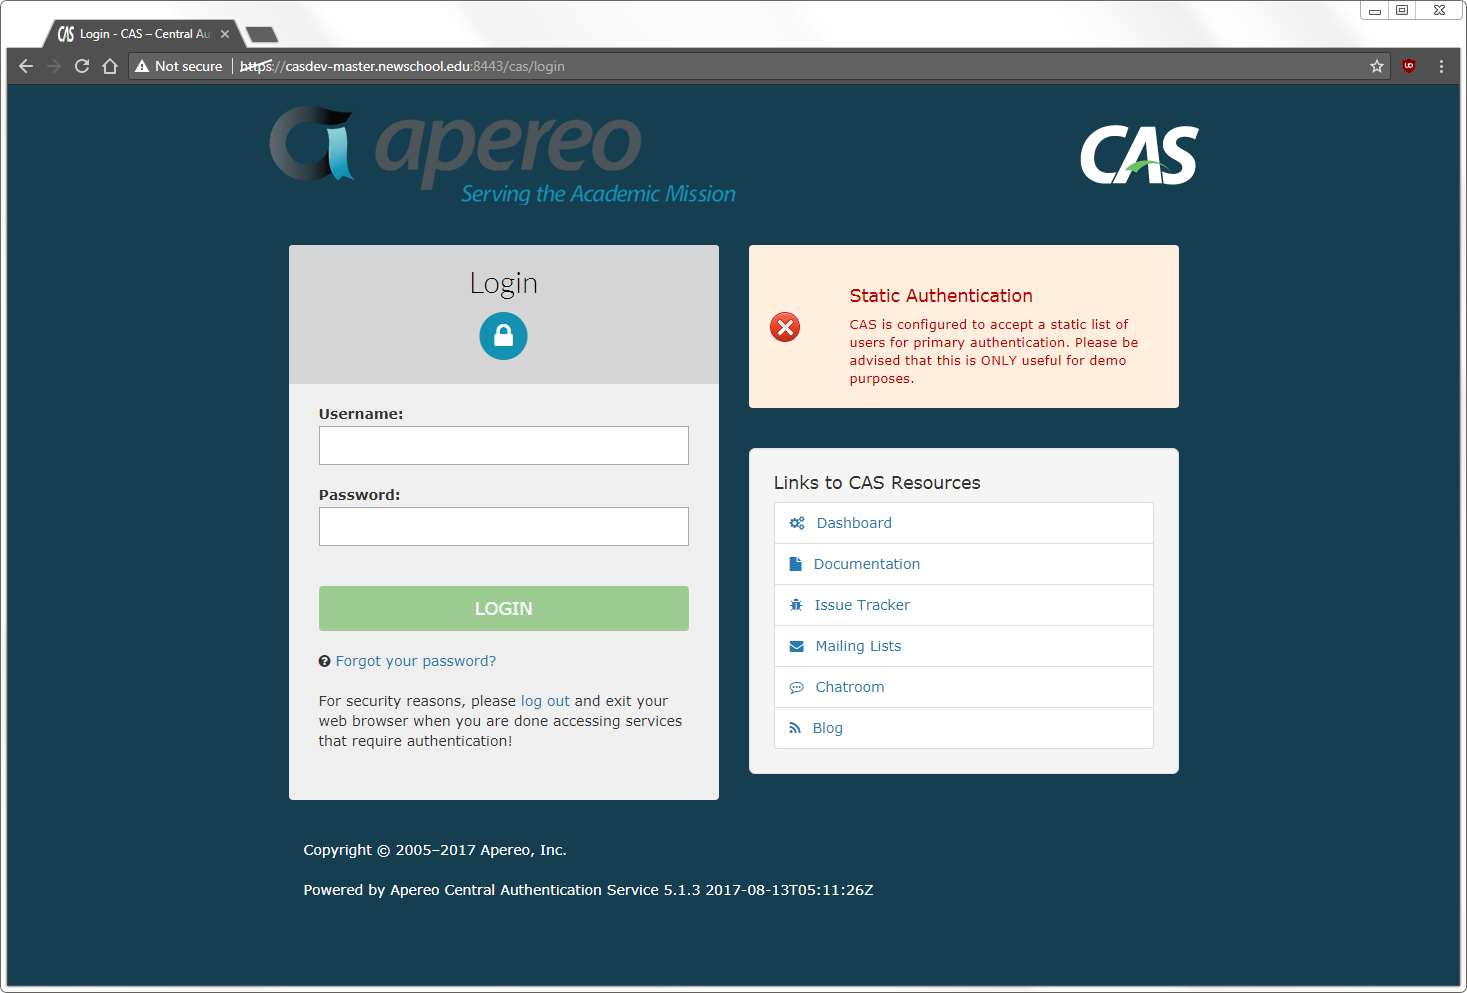 CAS Login - CAS – Central Au
Not secure https://casdev-master.newschool.edu:8443/cas/login
apereo
Serving the Academic Mission
CAS
Login
Username:
Password:
LOGIN
Forgot your password?
For security reasons, please log out and exit your
web browser when you are done accessing services
that require authentication!
Static Authentication
CAS is configured to accept a static list of
users for primary authentication. Please be
advised that this is ONLY useful for demo
purposes.
Links to CAS Resources
Dashboard
Documentation
Issue Tracker
Mailing Lists
Chatroom
Blog
Copyright © 2005–2017 Apereo, Inc.
Powered by Apereo Central Authentication Service 5.1.3 2017-08-13T05:11:26Z